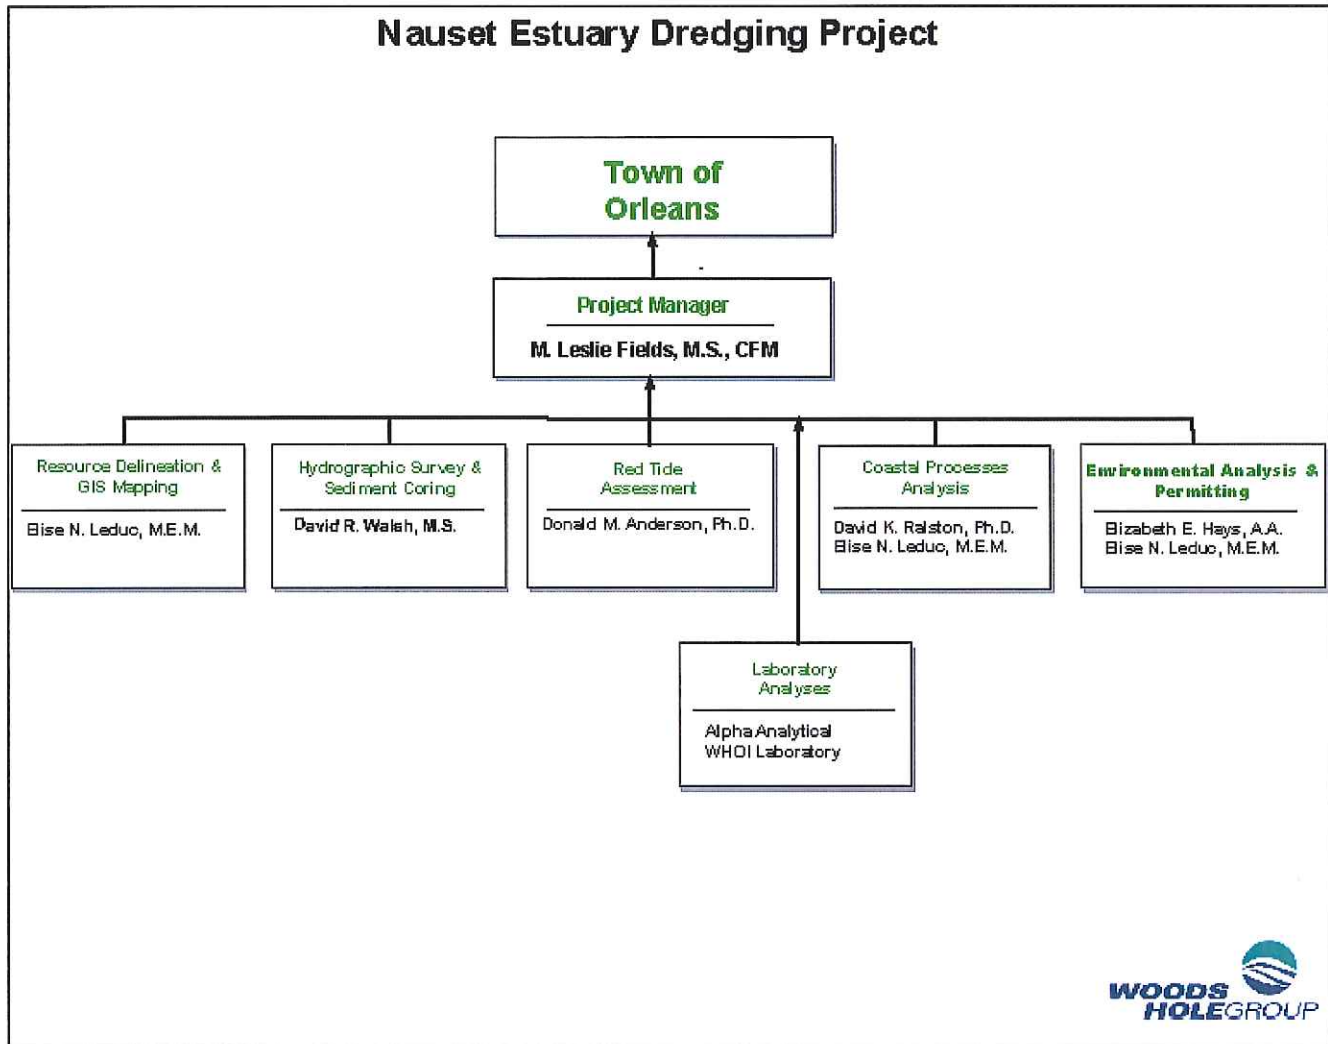 Nauset Estuary Dredging Project
Town of
Orleans
Project Manager
M. Leslie Fields, M.S., CFM
Resource Delineation &
GIS Mapping
Elise N. Leduc, M.E.M.
Hydrographic Survey &
Sediment Coring
David R. Walsh, M.S.
Red Tide
Assessment
Donald M. Anderson, Ph.D.
Coastal Processes
Analysis
David K. Ralston, Ph.D.
Elise N. Leduc, M.E.M.
Environmental Analysis &
Permitting
Elizabeth E. Hays, A.A.
Elise N. Leduc, M.E.M.
Laboratory
Analyses
Alpha Analytical
WHOI Laboratory
WOODS
HOLEGROUP